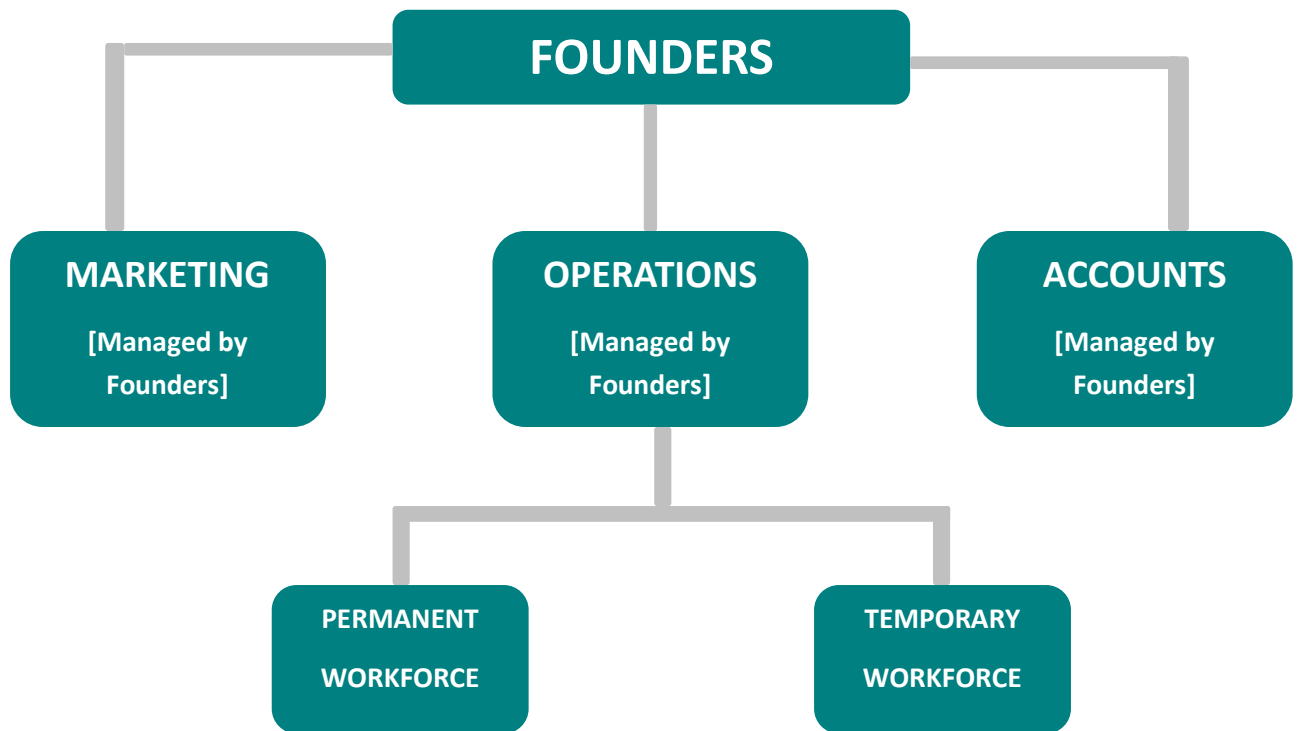 FOUNDERS
MARKETING
[Managed by
Founders]
OPERATIONS
[Managed by
Founders]
ACCOUNTS
[Managed by
Founders]
PERMANENT
WORKFORCE
TEMPORARY
WORKFORCE